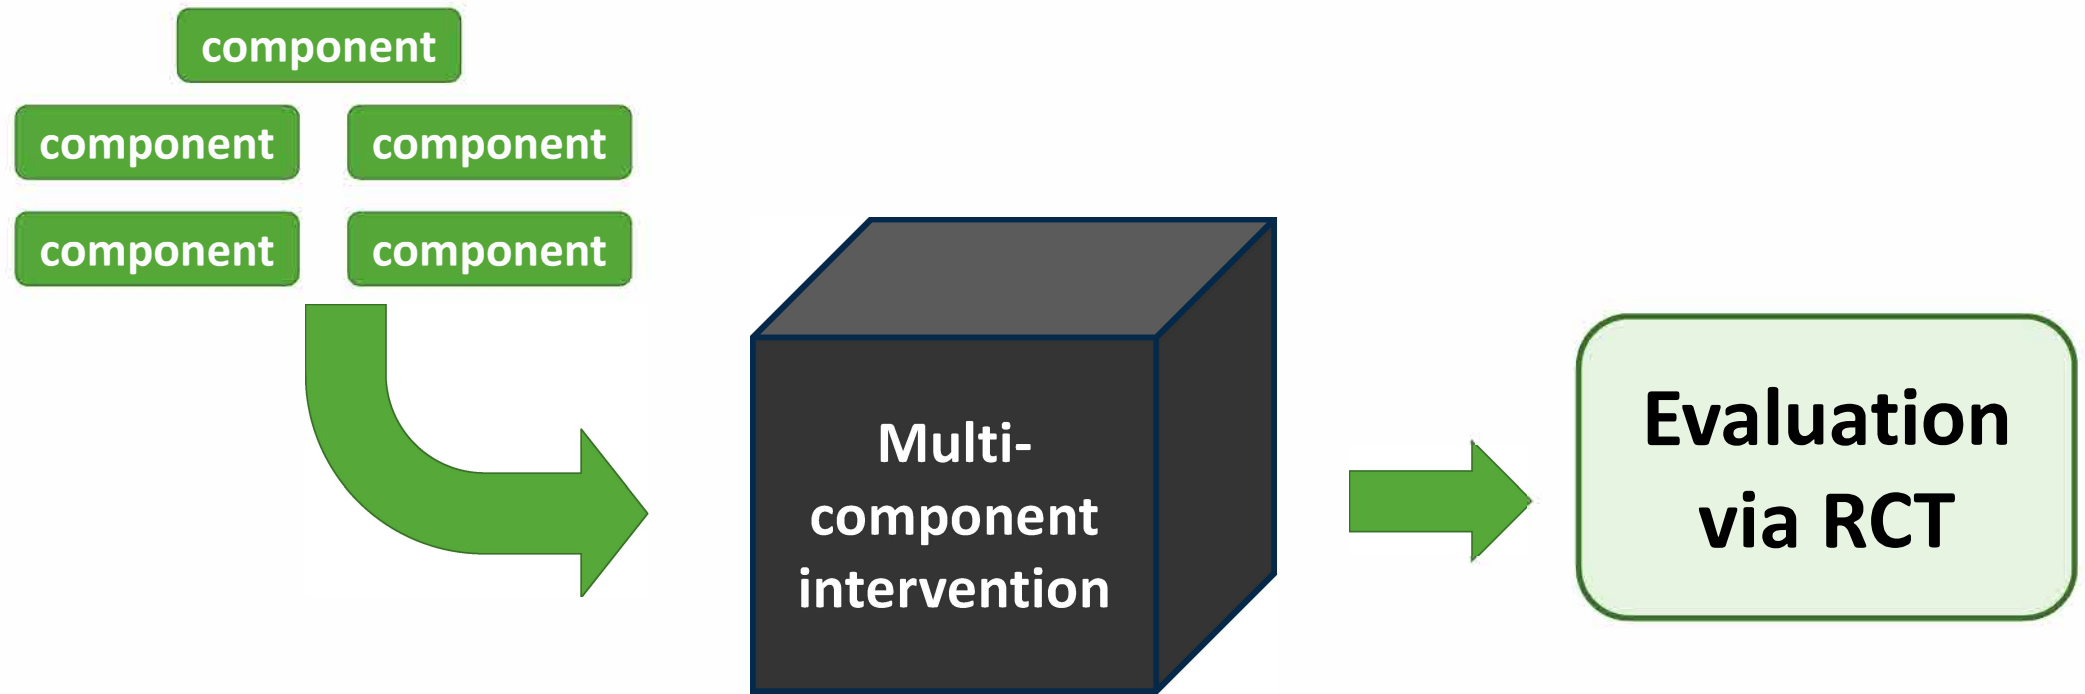 component
component
component
component
component
Multi-
component
intervention
Evaluation
via RCT